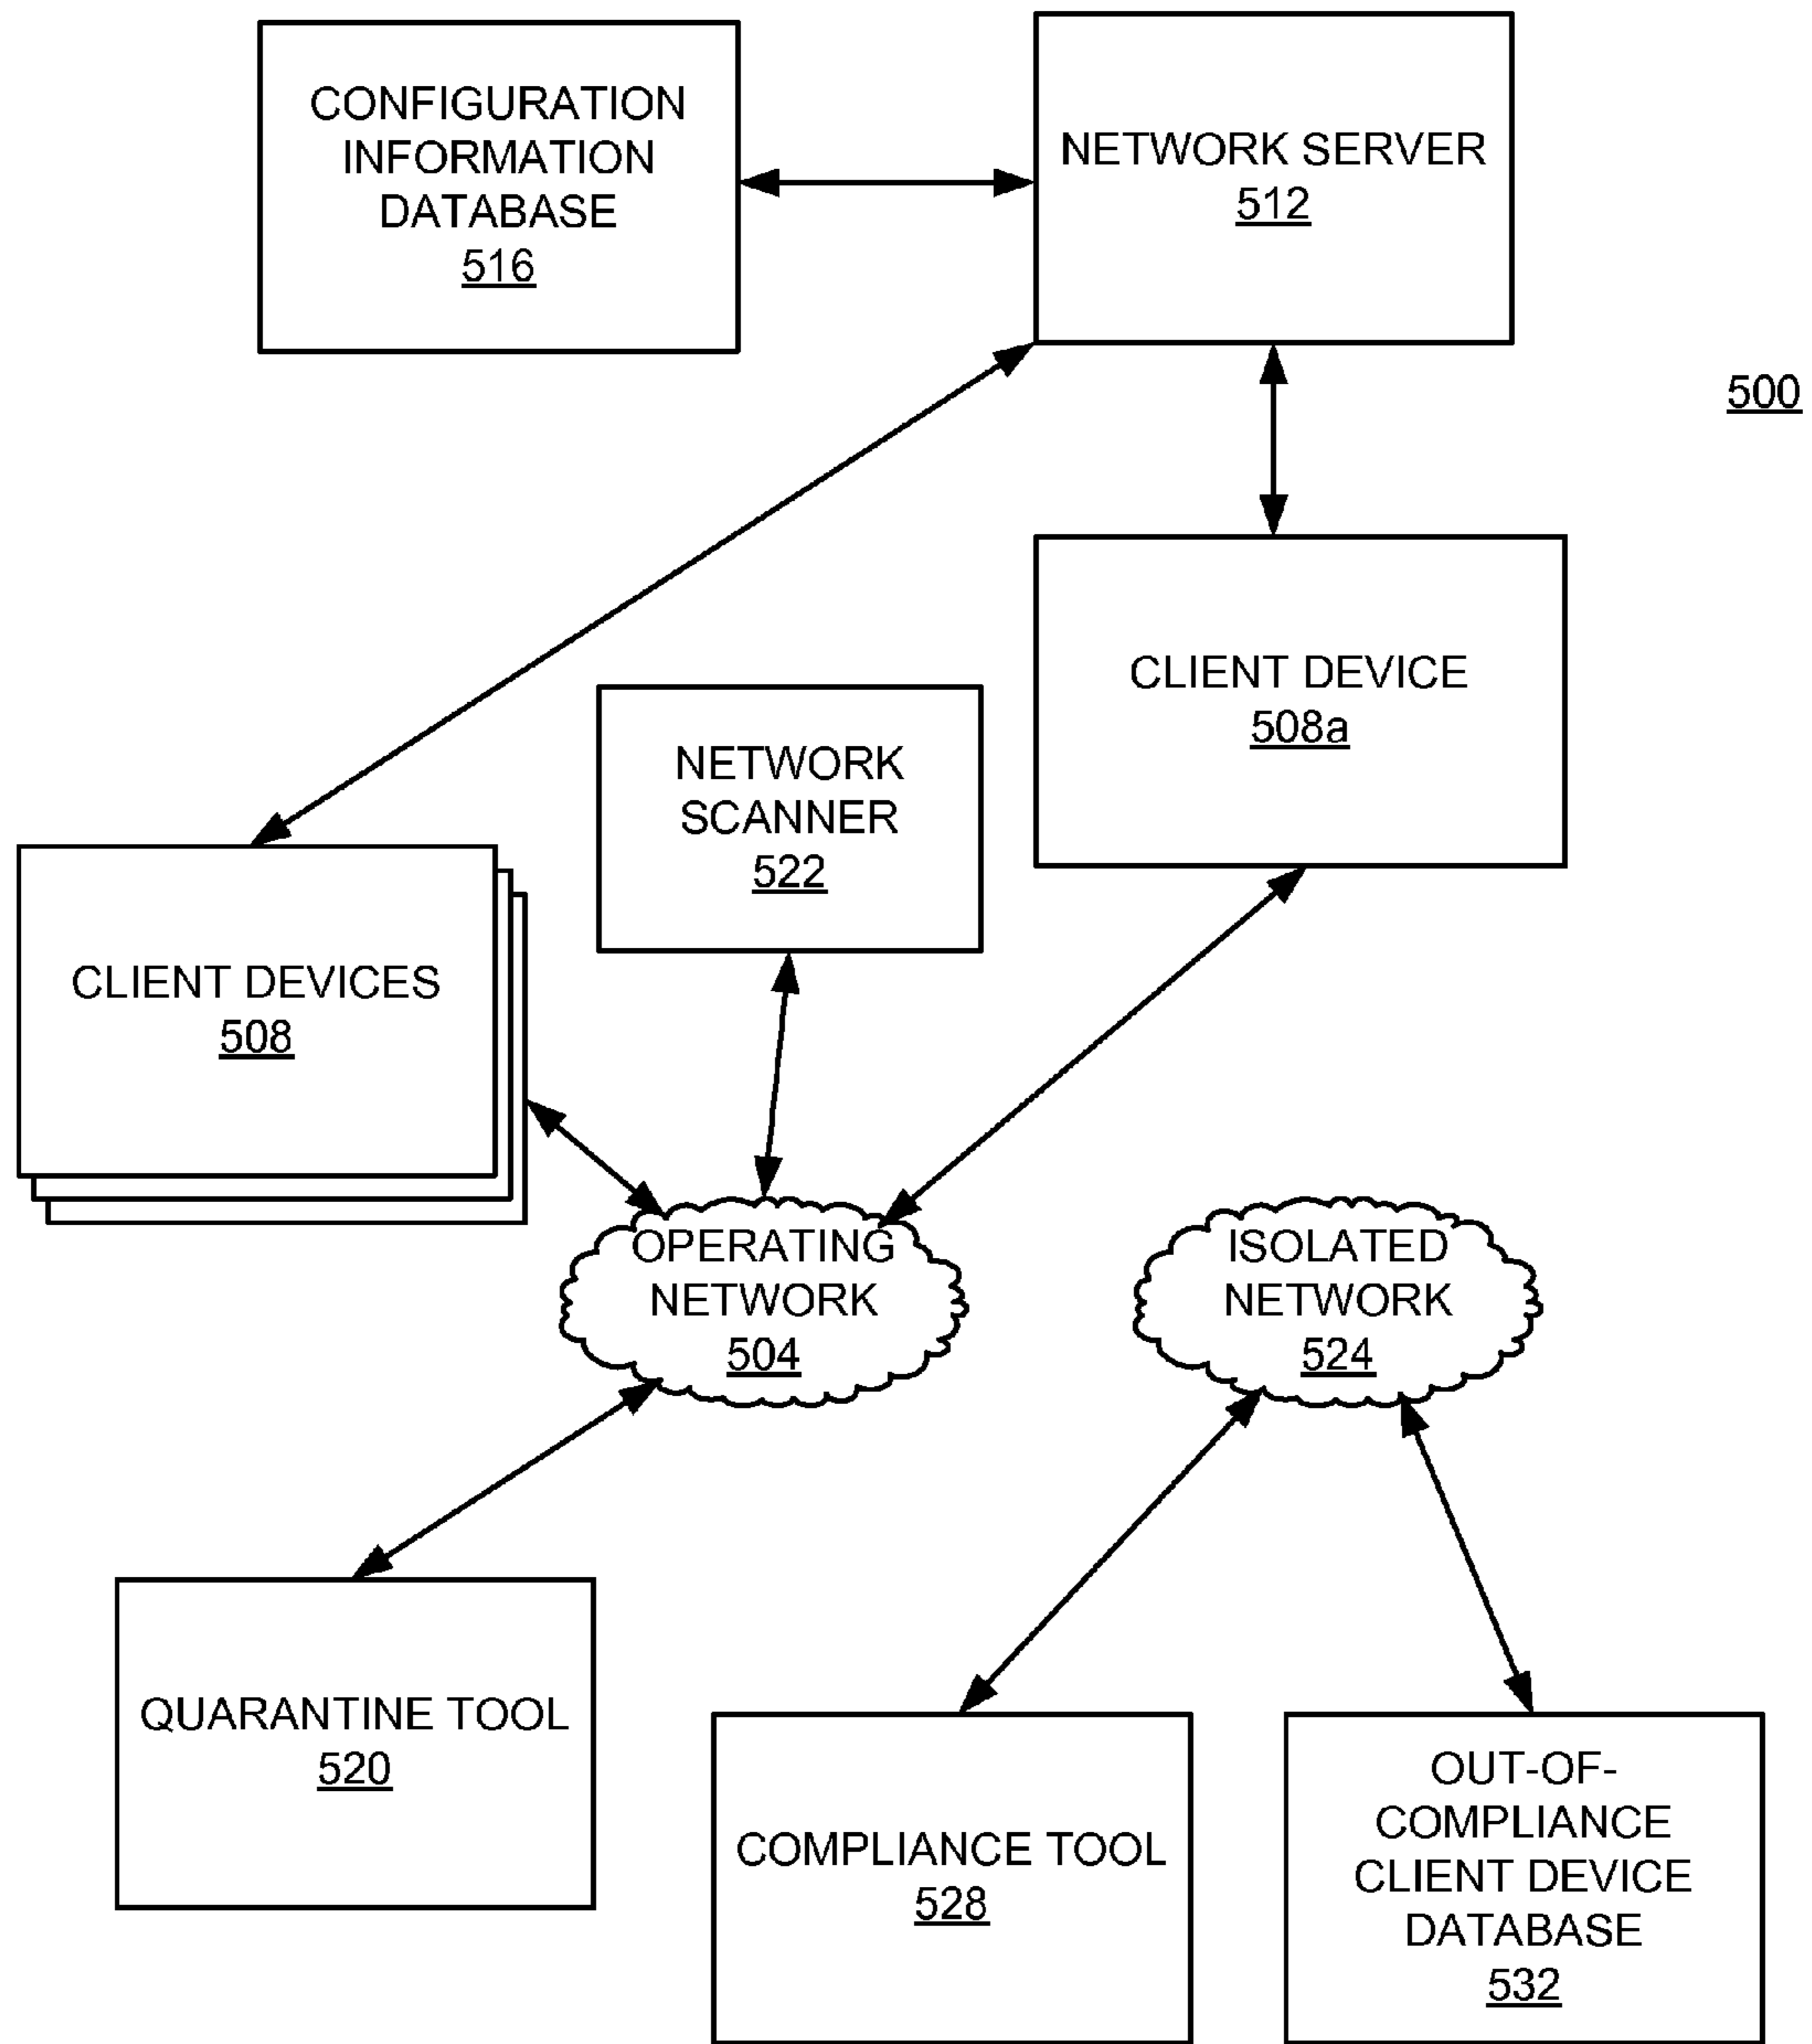 CONFIGURATION
INFORMATION
DATABASE
516
NETWORK SERVER
512
500
CLIENT DEVICE
508a
NETWORK
SCANNER
522
CLIENT DEVICES
508
OPERATING
NETWORK
504
ISOLATED
NETWORK
524
QUARANTINE TOOL
520
COMPLIANCE TOOL
528
OUT-OF-
COMPLIANCE
CLIENT DEVICE
DATABASE
532